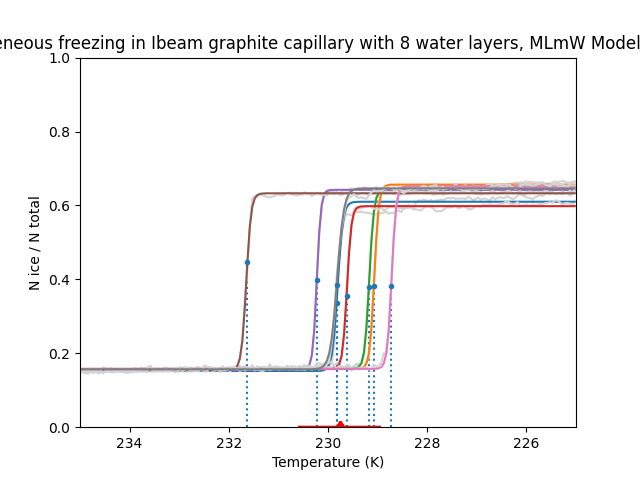 eneous freezing in Ibeam graphite capillary with 8 water layers, MLmW Model
1.0
0.8
0.6
0.4
0.2
0.0
N ice / N total
234 232 230 228 226
Temperature (K)